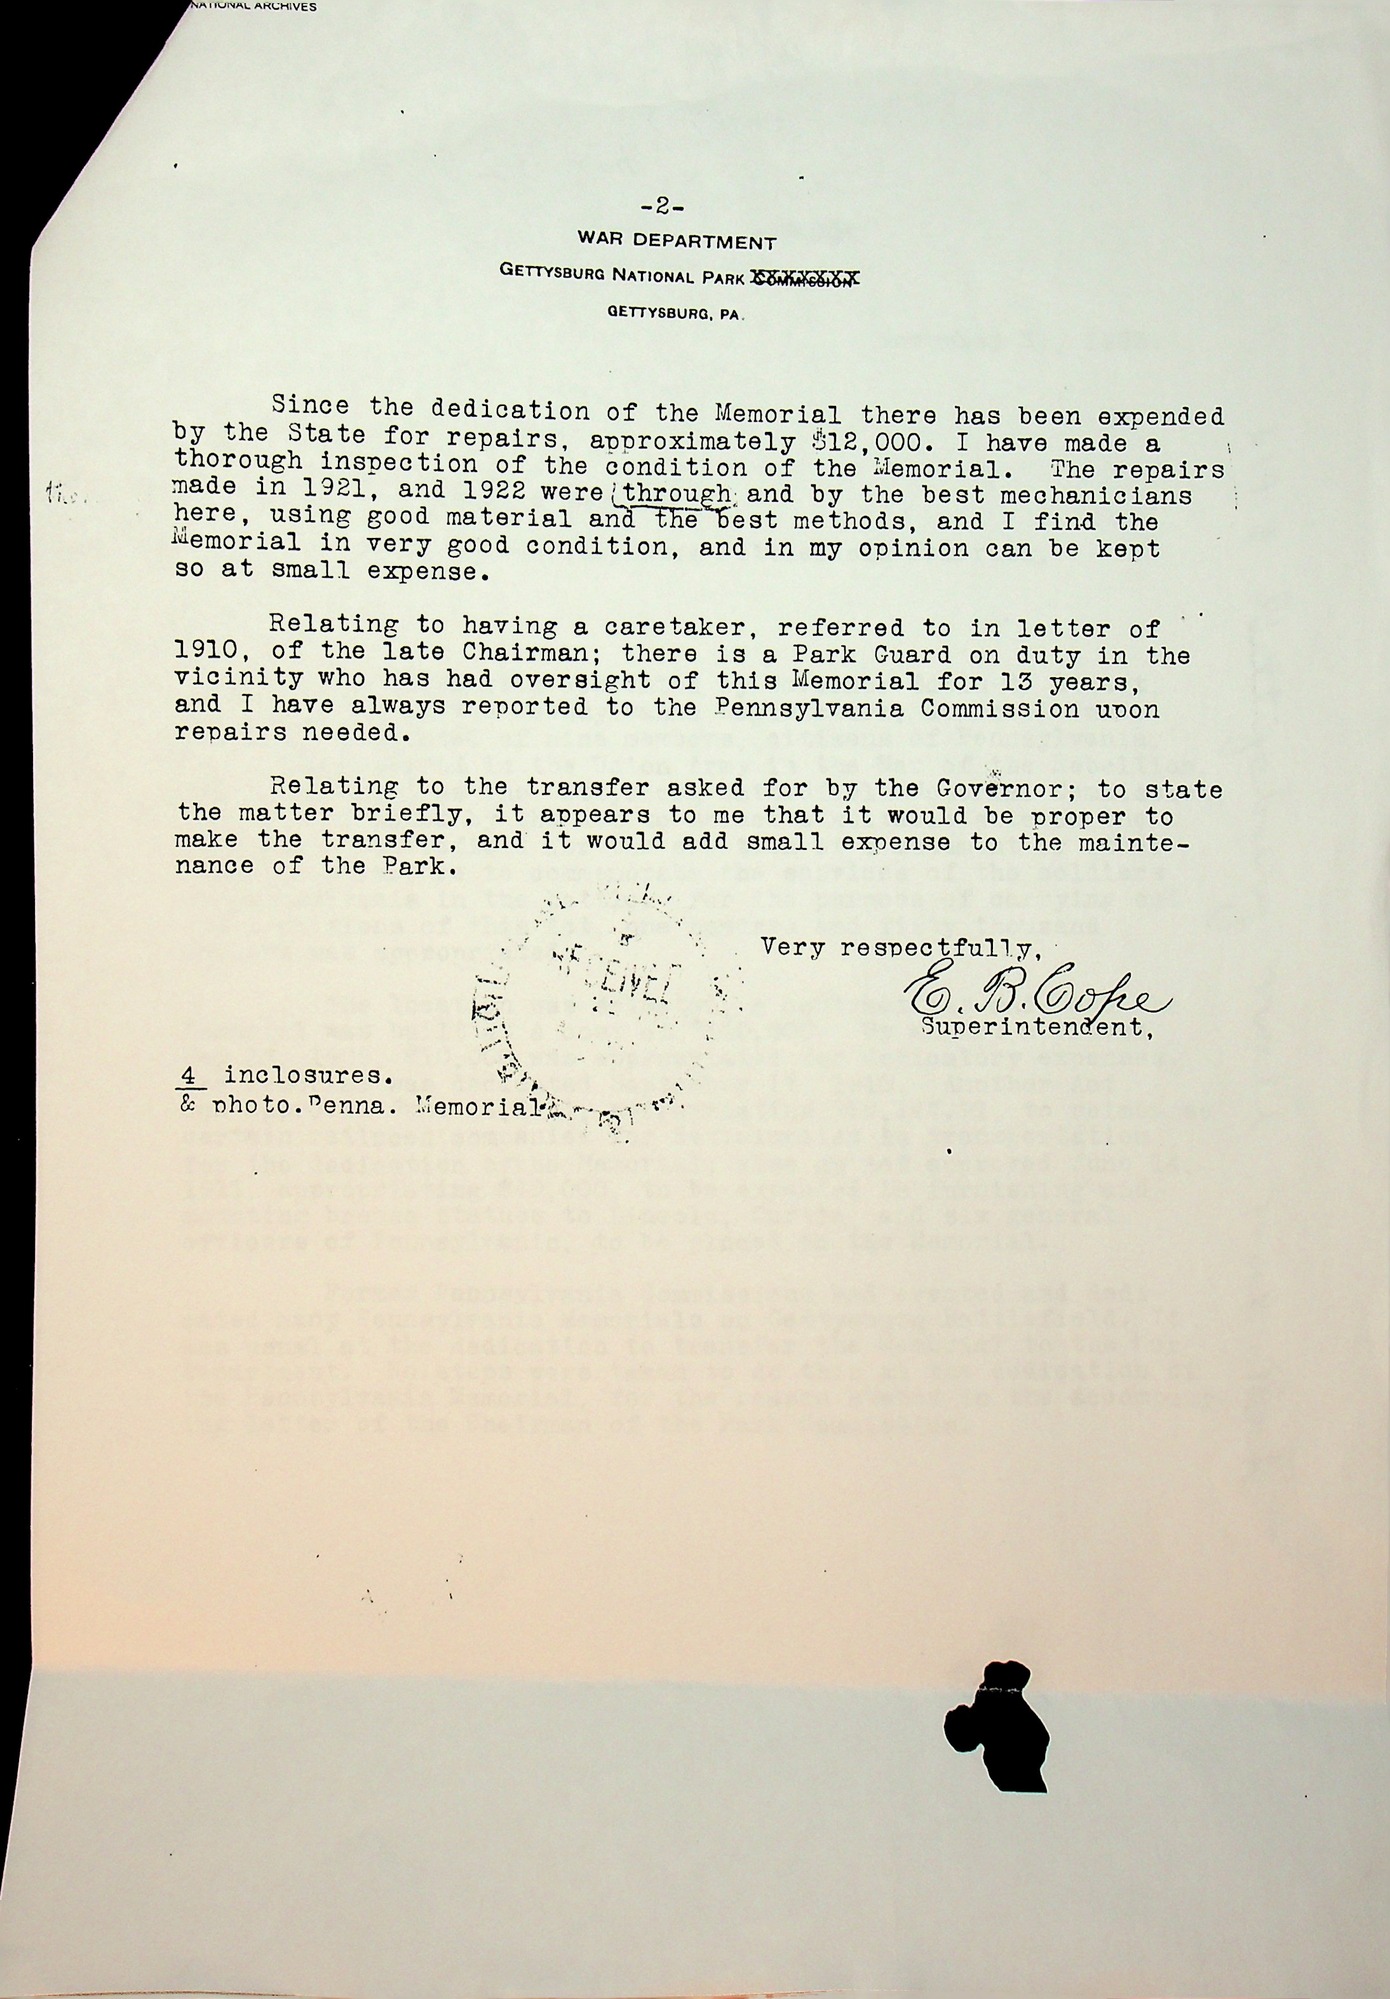 NATIONAL ARCHIVES
-2-
WAR DEPARTMENT
GETTYSBURG NATIONAL PARK COMMISSION
GETTYSBURG, PA.
Since the dedication of the Memorial there has been expended
by the State for repairs, approximately $12,000. I have made a
thorough inspection of the condition of the Memorial. The repairs
made in 1921, and 1922 were through and by the best mechanicians
here, using good material and the best methods, and I find the
Memorial in very good condition, and in my opinion can be kept
so at small expense.
Relating to having a caretaker, referred to in letter of
1910, of the late Chairman; there is a Park Guard on duty in the
vicinity who has had oversight of this Memorial for 13 years,
and I have always reported to the Pennsylvania Commission upon
repairs needed.
Relating to the transfer asked for by the Governor; to state
the matter briefly, it appears to me that it would be proper to
make the transfer, and it would add small expense to the mainte-
nance of the Park.
Very respectfully,
E. B. Cope
Superintendent,
4 inclosures.
& photo. Penna. Memorial